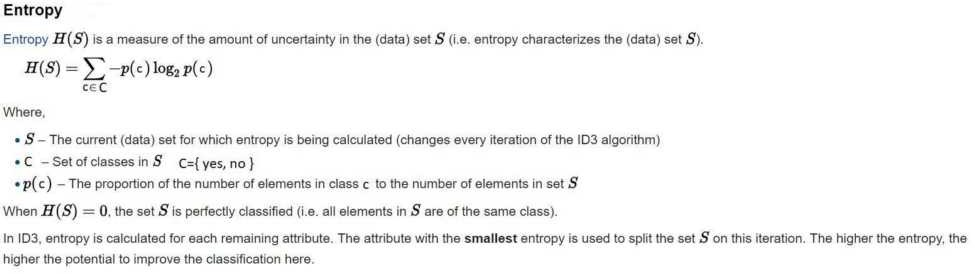 Entropy
Entropy H(S) is a measure of the amount of uncertainty in the (data) set S (i.e. entropy characterizes the (data) set S).
H(S) = ∑ −p(c) log₂ p(c)
c∈C
Where,
• S – The current (data) set for which entropy is being calculated (changes every iteration of the ID3 algorithm)
• C – Set of classes in S C={ yes, no }
• p(c) – The proportion of the number of elements in class c to the number of elements in set S
When H(S) = 0, the set S is perfectly classified (i.e. all elements in S are of the same class).
In ID3, entropy is calculated for each remaining attribute. The attribute with the smallest entropy is used to split the set S on this iteration. The higher the entropy, the
higher the potential to improve the classification here.